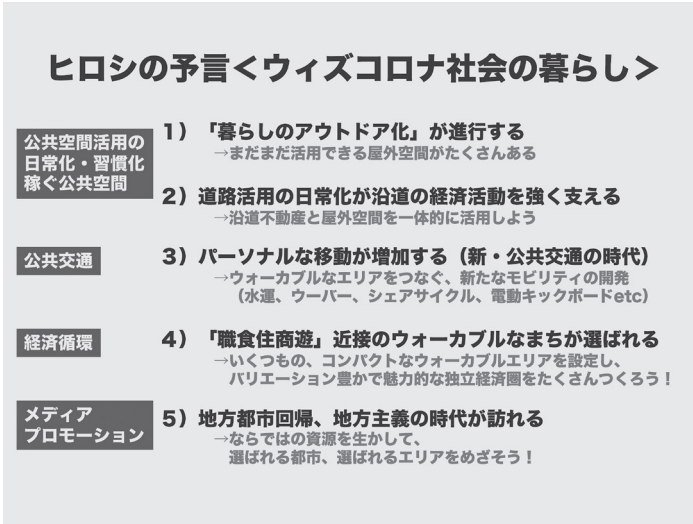 ヒロシの予言<ウィズコロナ社会の暮らし>
公共空間活用の
日常化・習慣化
稼ぐ公共空間
1)「暮らしのアウトドア化」が進行する
→まだまだ活用できる屋外空間がたくさんある
2)道路活用の日常化が沿道の経済活動を強く支える
→沿道不動産と屋外空間を一体的に活用しよう
公共交通
3)パーソナルな移動が増加する(新・公共交通の時代)
→ウォーカブルなエリアをつなぐ、新たなモビリティの開発
(水運、ウーバー、シェアサイクル、電動キックボードetc)
経済循環
4)「職食住商遊」近接のウォーカブルなまちが選ばれる
→いくつもの、コンパクトなウォーカブルエリアを設定し、
バリエーション豊かで魅力的な独立経済圏をたくさんつくろう!
メディア
プロモーション
5)地方都市回帰、地方主義の時代が訪れる
→ならではの資源を生かして、
選ばれる都市、選ばれるエリアをめざそう!